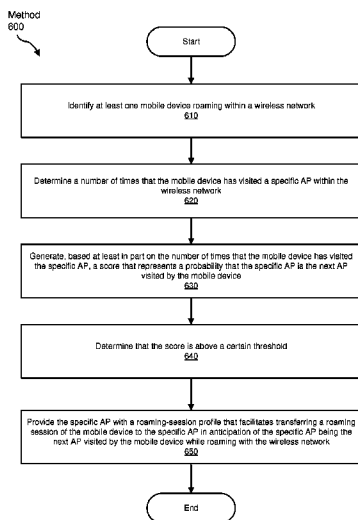 Method
600
Start
Identify at least one mobile device roaming within a wireless network
610
Determine a number of times that the mobile device has visited a specific AP within the
wireless network
620
Generate, based at least in part on the number of times that the mobile device has visited
the specific AP, a score that represents a probability that the specific AP is the next AP
visited by the mobile device
630
Determine that the score is above a certain threshold
640
Provide the specific AP with a roaming-session profile that facilitates transferring a roaming
session of the mobile device to the specific AP in anticipation of the specific AP being the
next AP visited by the mobile device while roaming with the wireless network
650
End